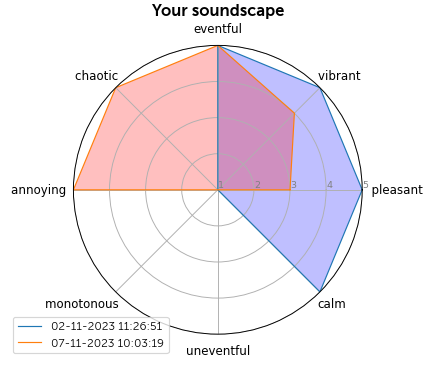 Your soundscape
eventful
chaotic
vibrant
annoying
1 2 3 4 5
pleasant
monotonous
calm
02-11-2023 11:26:51
07-11-2023 10:03:19
uneventful